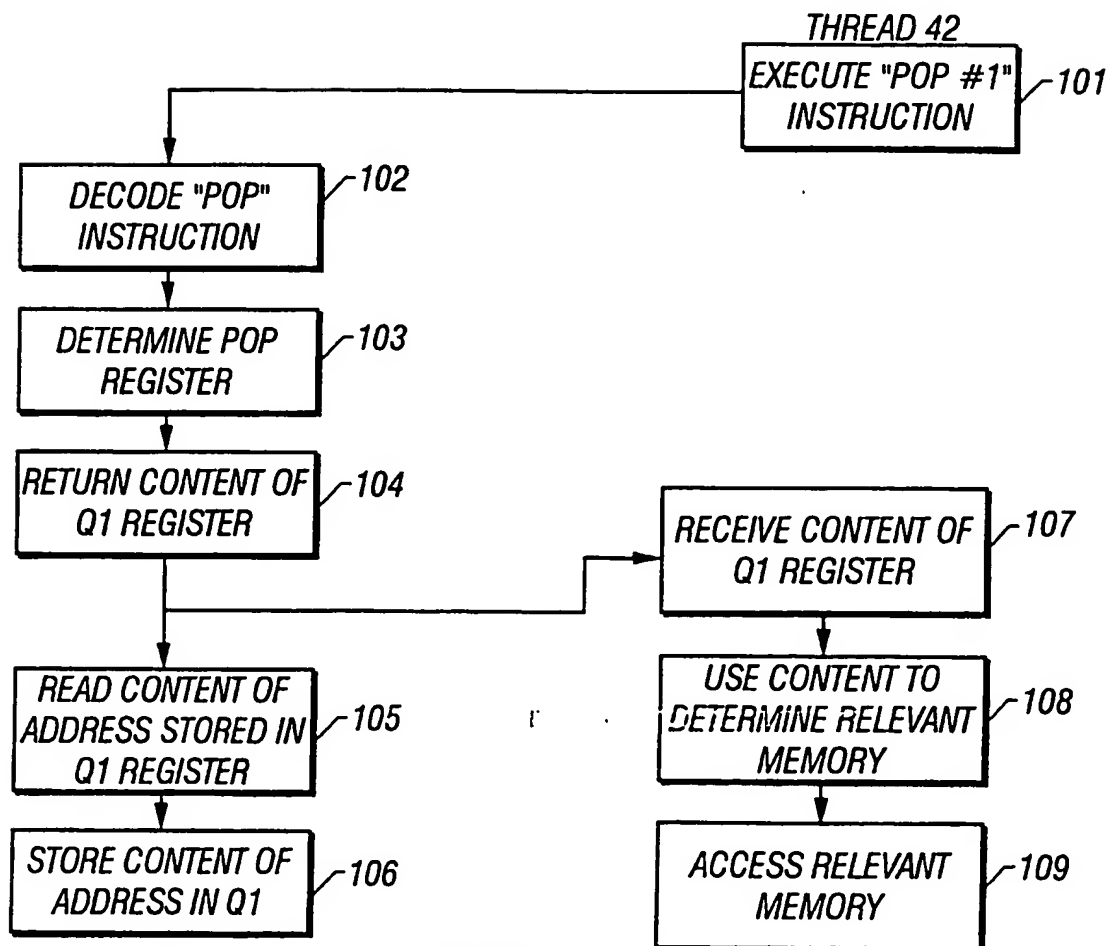 THREAD 42
EXECUTE "POP #1"
INSTRUCTION
101
DECODE "POP"
INSTRUCTION
102
DETERMINE POP
REGISTER
103
RETURN CONTENT OF
Q1 REGISTER
104
RECEIVE CONTENT OF
Q1 REGISTER
107
READ CONTENT OF
ADDRESS STORED IN
Q1 REGISTER
105
USE CONTENT TO
DETERMINE RELEVANT
MEMORY
108
STORE CONTENT OF
ADDRESS IN Q1
106
ACCESS RELEVANT
MEMORY
109